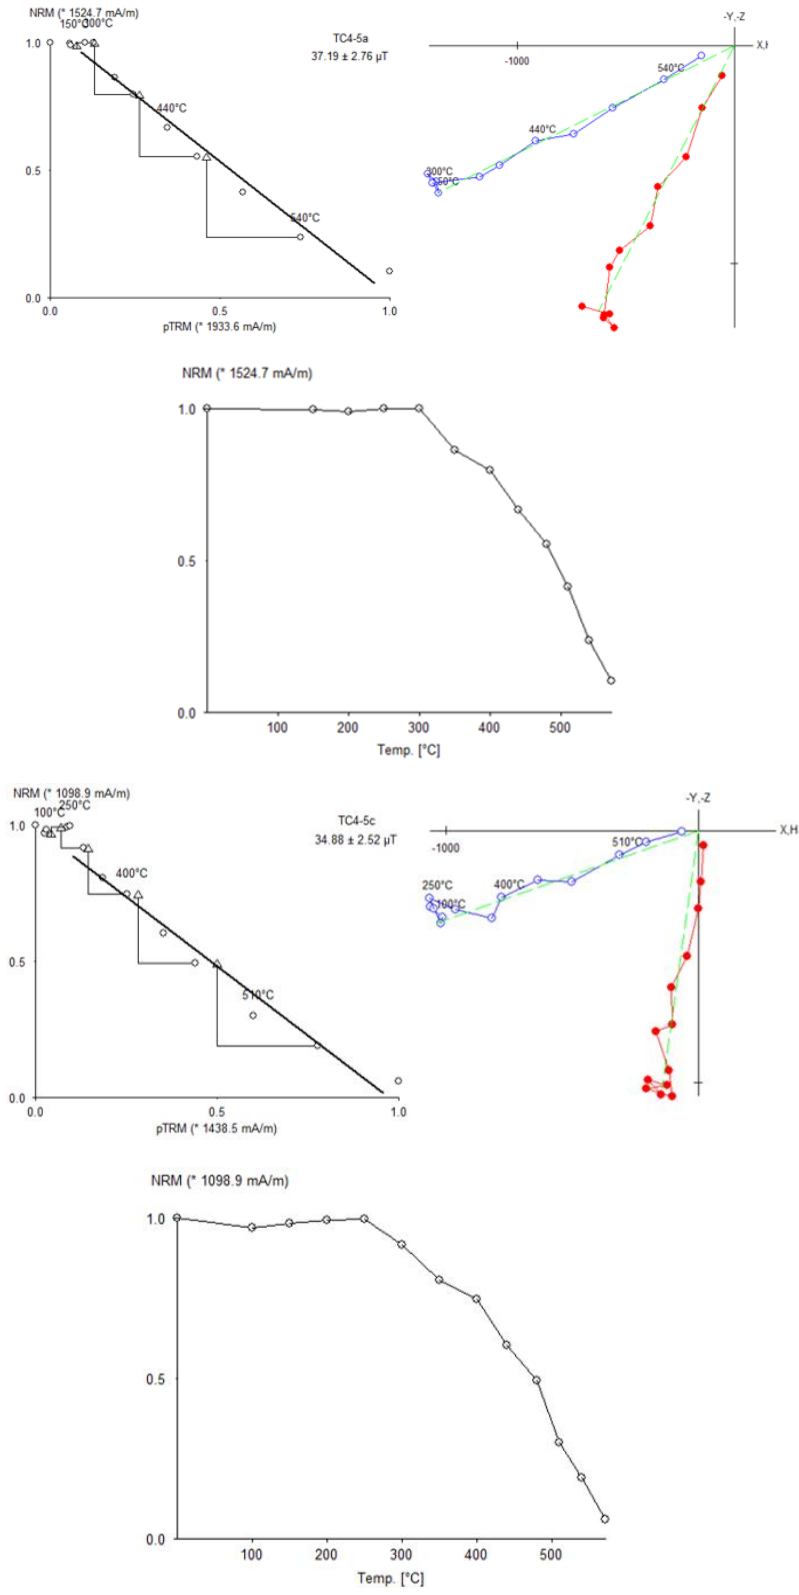 NRM (* 1524.7 mA/m)
150°C 300°C
1.0
440°C
0.5
540°C
0.0
0.0 0.5 1.0
pTRM (* 1933.6 mA/m)
TC4-5a
37.19 ± 2.76 µT
-Y,-Z
-1000
540°C
440°C
300°C
NRM (* 1524.7 mA/m)
1.0
0.5
0.0
100 200 300 400 500
Temp. [°C]
NRM (* 1098.9 mA/m)
250°C
100°C
1.0
400°C
0.5
510°C
0.0
0.0 0.5 1.0
pTRM (* 1438.5 mA/m)
TC4-5c
34.88 ± 2.52 µT
-Y,-Z
X,H
-1000
510°C
250°C
400°C
100°C
NRM (* 1098.9 mA/m)
1.0
0.5
0.0
100 200 300 400 500
Temp. [°C]